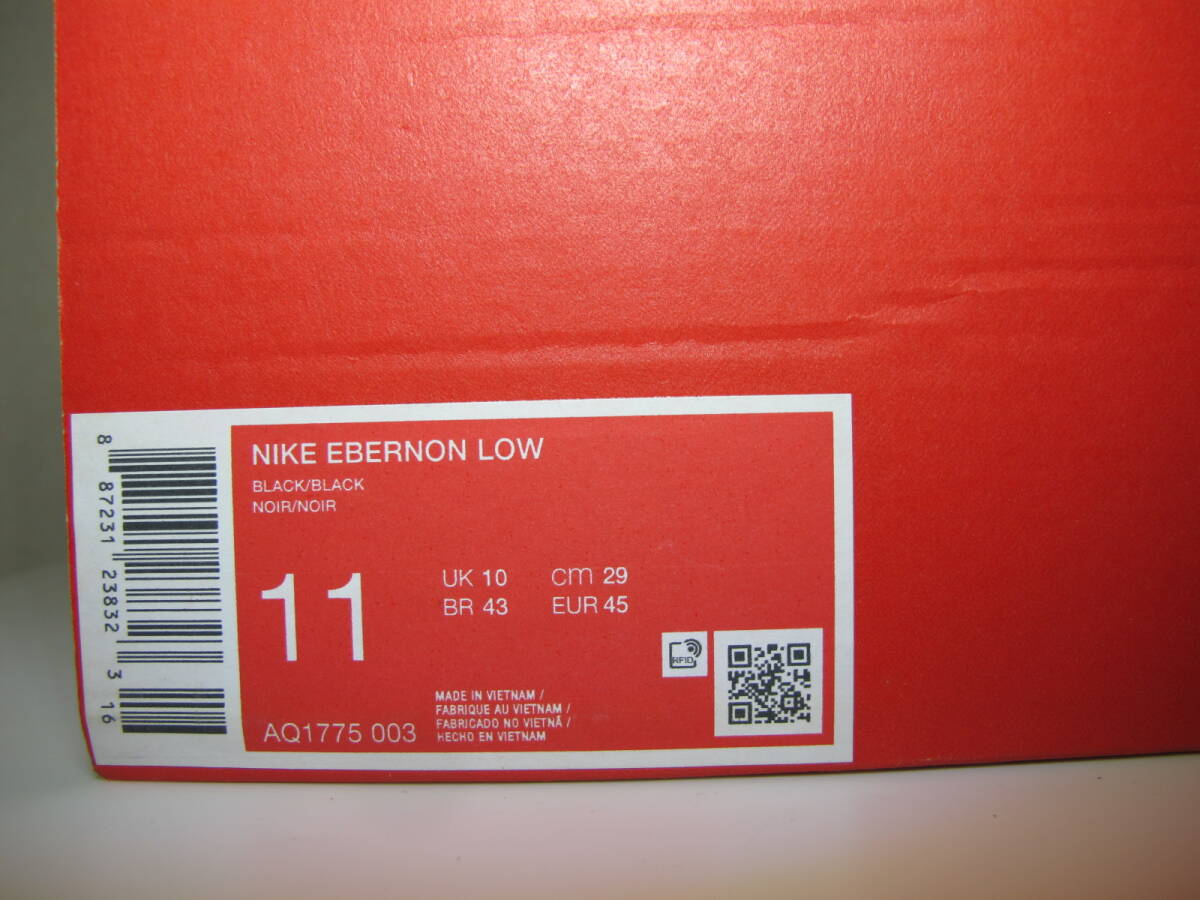 NIKE EBERNON LOW
BLACK/BLACK
NOIR/NOIR
11
UK 10 cm 29
BR 43 EUR 45
RFID
MADE IN VIETNAM /
FABRIQUE AU VIETNAM /
FABRICADO NO VIETNÃ /
HECHO EN VIETNAM
AQ1775 003
8 87231 23832 3 16